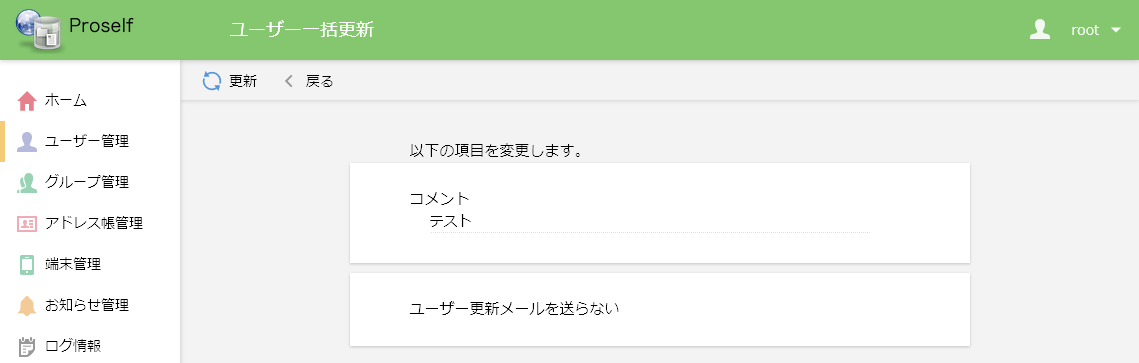 Proself
ユーザー一括更新
root
更新
戻る
ホーム
ユーザー管理
グループ管理
アドレス帳管理
端末管理
お知らせ管理
ログ情報
以下の項目を変更します。
コメント
テスト
ユーザー更新メールを送らない